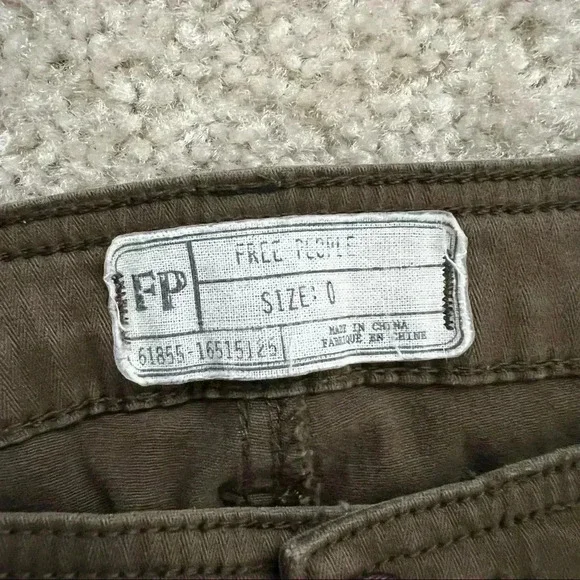 FP
FREE PEOPLE
SIZE: 0
61855-16515125
MADE IN CHINA
FABRIQUE EN CHINE